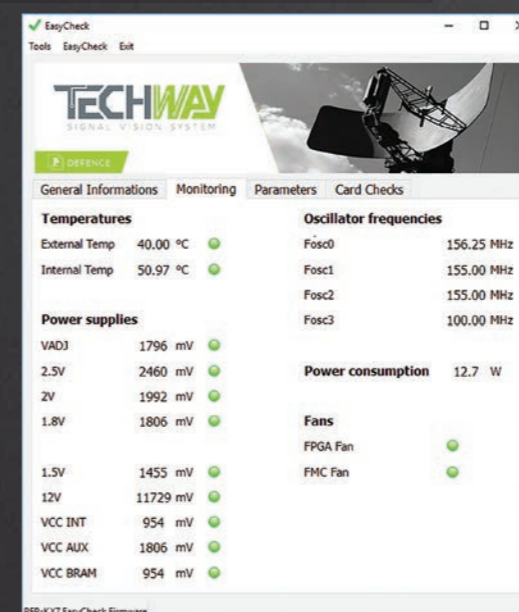 EasyCheck
Tools EasyCheck Exit
TECHWAY
SIGNAL VISION SYSTEM
DEFENCE
General Informations Monitoring Parameters Card Checks
Temperatures
External Temp 40.00 °C
Internal Temp 50.97 °C
Power supplies
VADJ 1796 mV
2.5V 2460 mV
2V 1992 mV
1.8V 1806 mV
1.5V 1455 mV
12V 11729 mV
VCC INT 954 mV
VCC AUX 1806 mV
VCC BRAM 954 mV
Oscillator frequencies
Fosc0 156.25 MHz
Fosc1 155.00 MHz
Fosc2 155.00 MHz
Fosc3 100.00 MHz
Power consumption 12.7 W
Fans
FPGA Fan
FMC Fan
EasyCheck Firmware